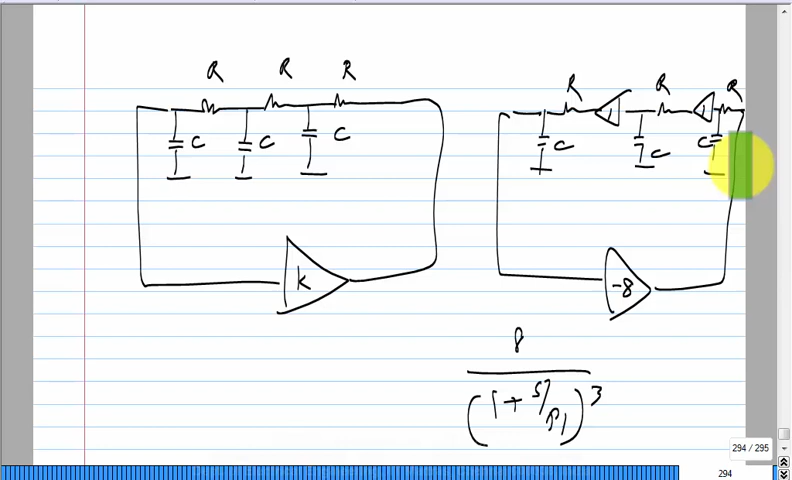 R R R
C C C
K
R R R
1 1
C C C
-8
8
(1 + s/p1)^3
294 / 295
294